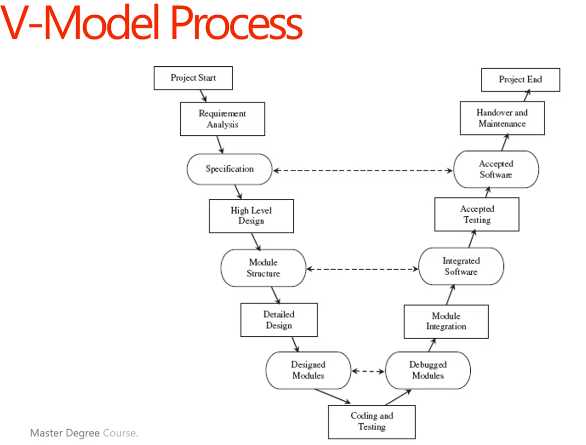 V-Model Process
Project Start
Project End
Requirement
Analysis
Handover and
Maintenance
Specification
Accepted
Software
High Level
Design
Accepted
Testing
Module
Structure
Integrated
Software
Detailed
Design
Module
Integration
Designed
Modules
Debugged
Modules
Coding and
Testing
Master Degree Course.